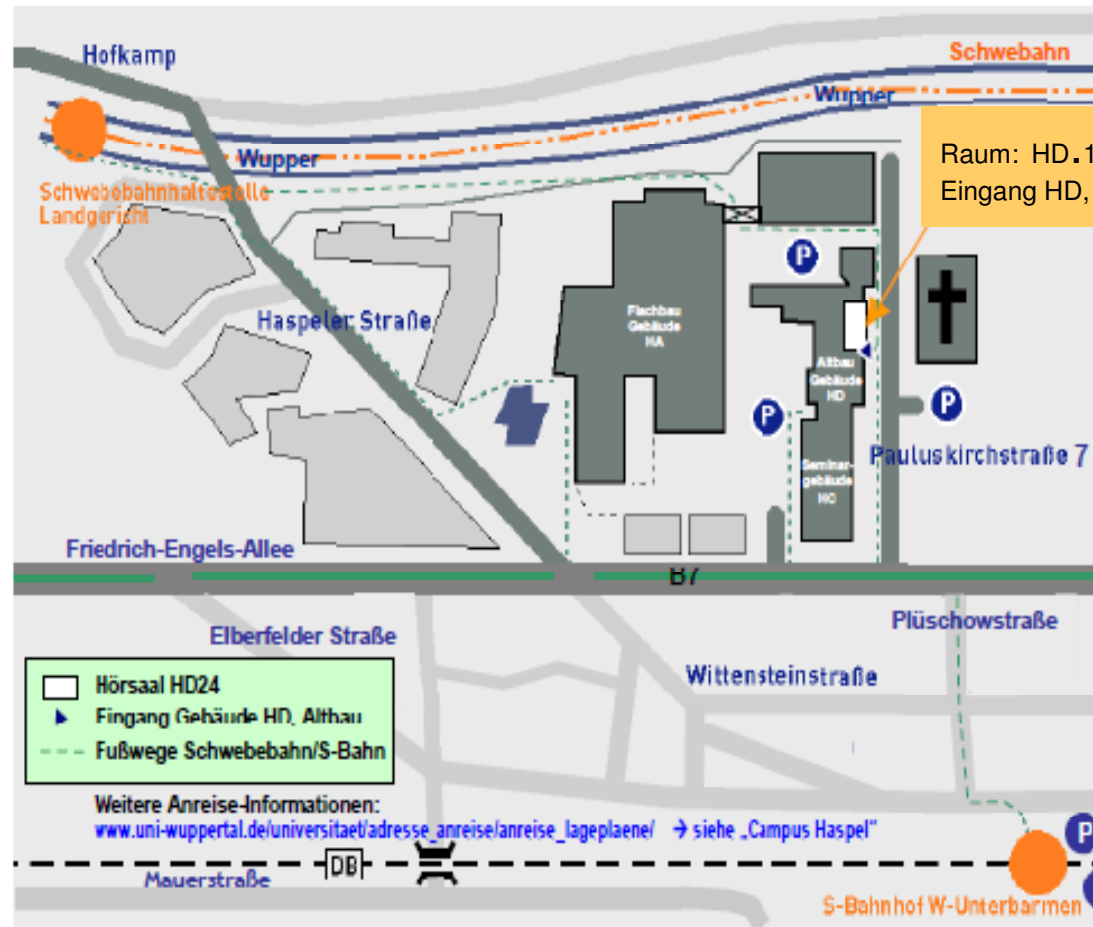 Hofkamp
Schwebahn
Wupper
Raum: HD.1
Eingang HD,
Wupper
Schwebebahnhaltestelle
Landgericht
P
Haspeler Straße
Flachbau
Gebäude
HA
Altbau
Gebäude
HD
P
P
Pauluskirchstraße 7
Seminar-
gebäude
HC
Friedrich-Engels-Allee
B7
Plüschowstraße
Elberfelder Straße
Wittensteinstraße
Hörsaal HD24
Eingang Gebäude HD, Altbau
Fußwege Schwebebahn/S-Bahn
Weitere Anreise-Informationen:
www.uni-wuppertal.de/universitaet/adresse_anreise/anreise_lageplaene/ → siehe „Campus Haspel"
P
DB
Mauerstraße
S-Bahnhof W-Unterbarmen